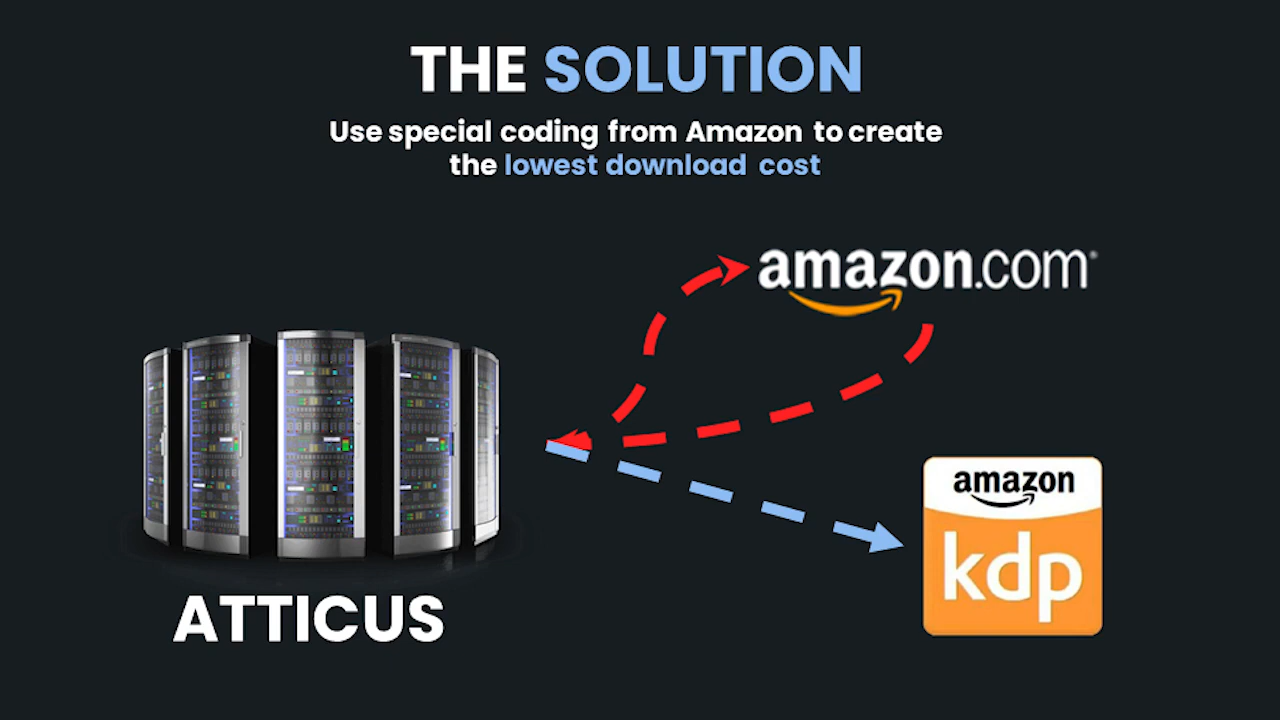 THE SOLUTION
Use special coding from Amazon to create
the lowest download cost
amazon.com
amazon
kdp
ATTICUS